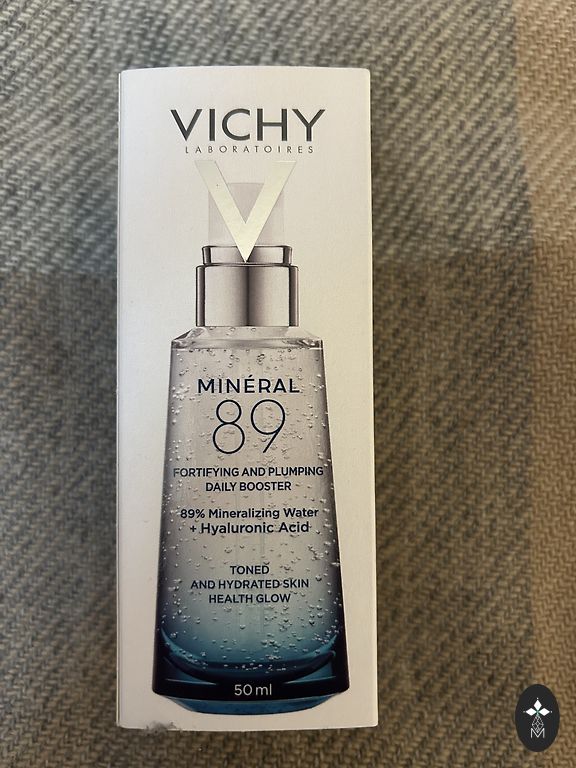 VICHY
LABORATOIRES
MINÉRAL
89
FORTIFYING AND PLUMPING
DAILY BOOSTER
89% Mineralizing Water
+ Hyaluronic Acid
TONED
AND HYDRATED SKIN
HEALTH GLOW
50 ml
M